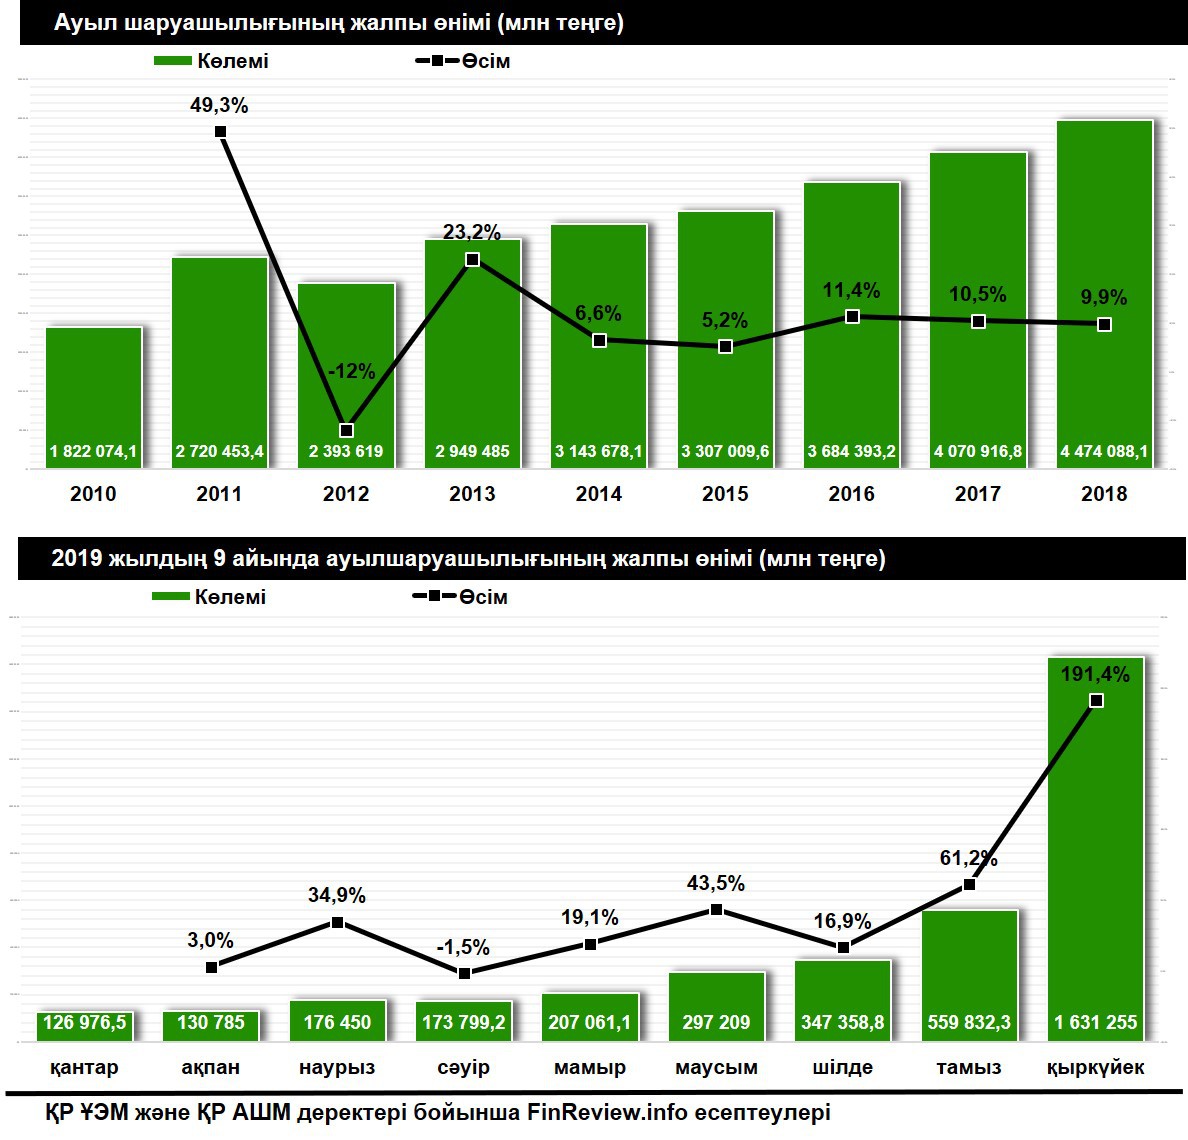 Ауыл шаруашылығының жалпы өнімі (млн теңге)
Көлемі Өсім
49,3%
-12%
23,2%
6,6%
5,2%
11,4%
10,5%
9,9%
1 822 074,1 2 720 453,4 2 393 619 2 949 485 3 143 678,1 3 307 009,6 3 684 393,2 4 070 916,8 4 474 088,1
2010 2011 2012 2013 2014 2015 2016 2017 2018
2019 жылдың 9 айында ауылшаруашылығының жалпы өнімі (млн теңге)
Көлемі Өсім
3,0%
34,9%
-1,5%
19,1%
43,5%
16,9%
61,2%
191,4%
126 976,5 130 785 176 450 173 799,2 207 061,1 297 209 347 358,8 559 832,3 1 631 255
қантар ақпан наурыз сәуір мамыр маусым шілде тамыз қыркүйек
ҚР ҰЭМ және ҚР АШМ деректері бойынша FinReview.info есептеулері